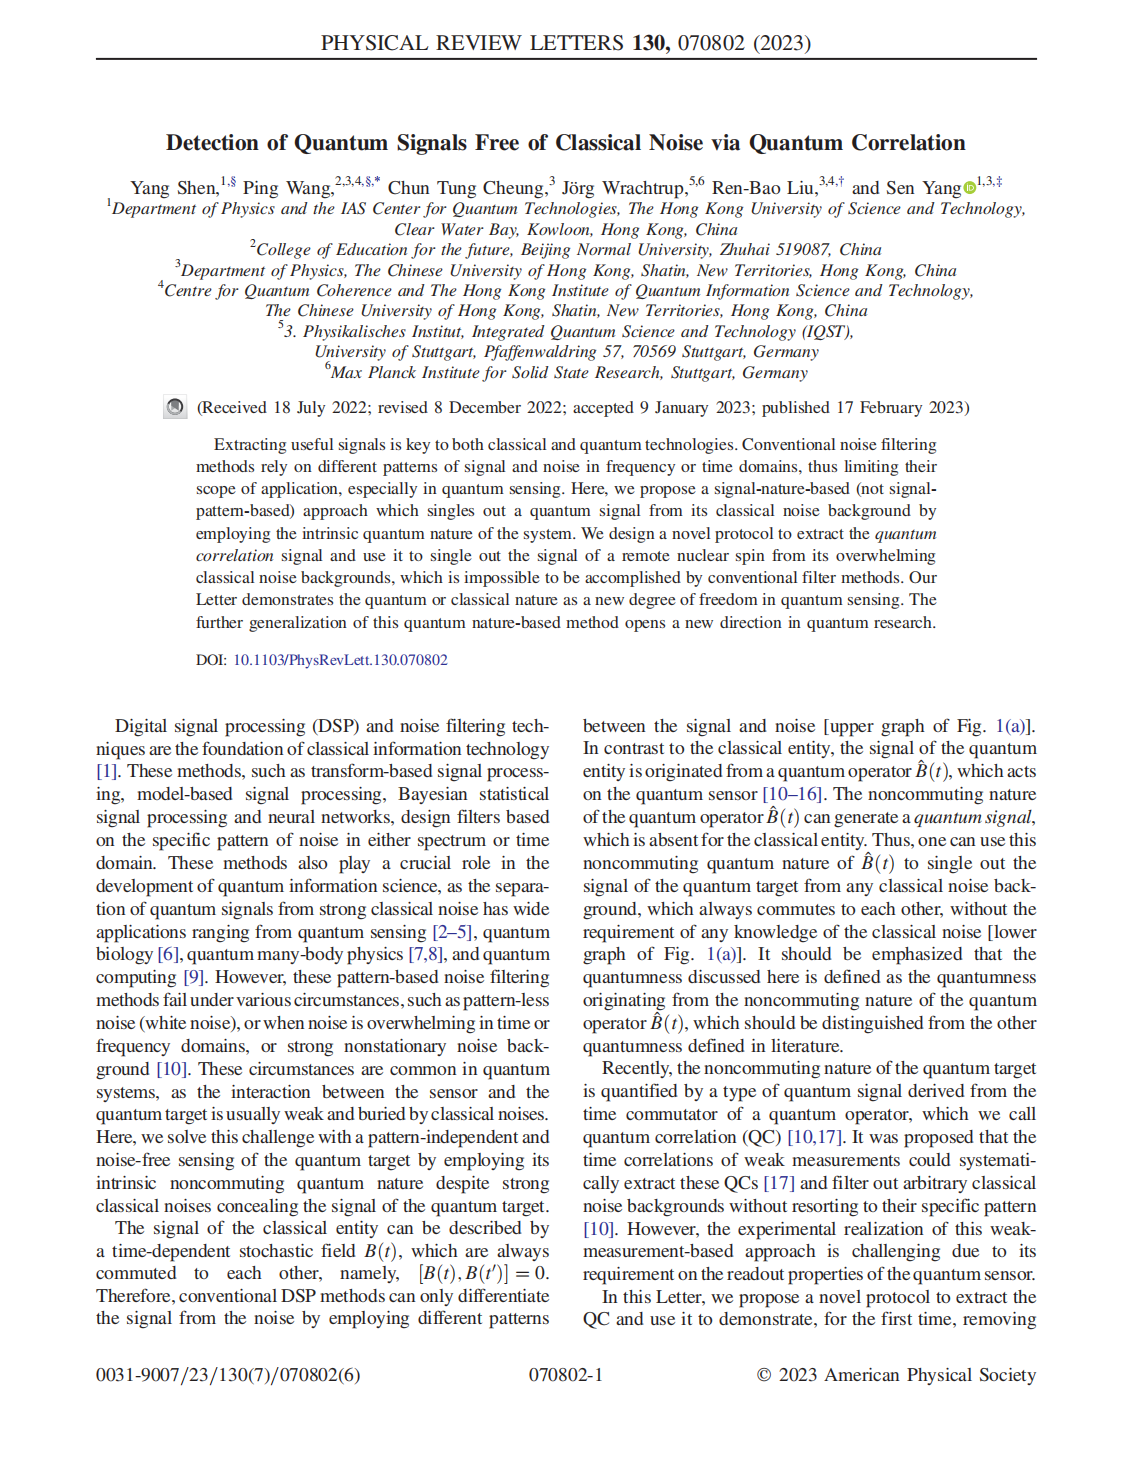 PHYSICAL REVIEW LETTERS 130, 070802 (2023)
Detection of Quantum Signals Free of Classical Noise via Quantum Correlation
Yang Shen,1,§ Ping Wang,2,3,4,§,* Chun Tung Cheung,3 Jörg Wrachtrup,5,6 Ren-Bao Liu,3,4,† and Sen Yang1,3,‡
1Department of Physics and the IAS Center for Quantum Technologies, The Hong Kong University of Science and Technology,
Clear Water Bay, Kowloon, Hong Kong, China
2College of Education for the future, Beijing Normal University, Zhuhai 519087, China
3Department of Physics, The Chinese University of Hong Kong, Shatin, New Territories, Hong Kong, China
4Centre for Quantum Coherence and The Hong Kong Institute of Quantum Information Science and Technology,
The Chinese University of Hong Kong, Shatin, New Territories, Hong Kong, China
53. Physikalisches Institut, Integrated Quantum Science and Technology (IQST),
University of Stuttgart, Pfaffenwaldring 57, 70569 Stuttgart, Germany
6Max Planck Institute for Solid State Research, Stuttgart, Germany
(Received 18 July 2022; revised 8 December 2022; accepted 9 January 2023; published 17 February 2023)
Extracting useful signals is key to both classical and quantum technologies. Conventional noise filtering
methods rely on different patterns of signal and noise in frequency or time domains, thus limiting their
scope of application, especially in quantum sensing. Here, we propose a signal-nature-based (not signal-
pattern-based) approach which singles out a quantum signal from its classical noise background by
employing the intrinsic quantum nature of the system. We design a novel protocol to extract the quantum
correlation signal and use it to single out the signal of a remote nuclear spin from its overwhelming
classical noise backgrounds, which is impossible to be accomplished by conventional filter methods. Our
Letter demonstrates the quantum or classical nature as a new degree of freedom in quantum sensing. The
further generalization of this quantum nature-based method opens a new direction in quantum research.
DOI: 10.1103/PhysRevLett.130.070802
Digital signal processing (DSP) and noise filtering tech-
niques are the foundation of classical information technology
[1]. These methods, such as transform-based signal process-
ing, model-based signal processing, Bayesian statistical
signal processing and neural networks, design filters based
on the specific pattern of noise in either spectrum or time
domain. These methods also play a crucial role in the
development of quantum information science, as the separa-
tion of quantum signals from strong classical noise has wide
applications ranging from quantum sensing [2–5], quantum
biology [6], quantum many-body physics [7,8], and quantum
computing [9]. However, these pattern-based noise filtering
methods fail under various circumstances, such as pattern-less
noise (white noise), or when noise is overwhelming in time or
frequency domains, or strong nonstationary noise back-
ground [10]. These circumstances are common in quantum
systems, as the interaction between the sensor and the
quantum target is usually weak and buried by classical noises.
Here, we solve this challenge with a pattern-independent and
noise-free sensing of the quantum target by employing its
intrinsic noncommuting quantum nature despite strong
classical noises concealing the signal of the quantum target.
The signal of the classical entity can be described by
a time-dependent stochastic field B(t), which are always
commuted to each other, namely, [B(t), B(t′)] = 0.
Therefore, conventional DSP methods can only differentiate
the signal from the noise by employing different patterns
between the signal and noise [upper graph of Fig. 1(a)].
In contrast to the classical entity, the signal of the quantum
entity is originated from a quantum operator B̂(t), which acts
on the quantum sensor [10–16]. The noncommuting nature
of the quantum operator B̂(t) can generate a quantum signal,
which is absent for the classical entity. Thus, one can use this
noncommuting quantum nature of B̂(t) to single out the
signal of the quantum target from any classical noise back-
ground, which always commutes to each other, without the
requirement of any knowledge of the classical noise [lower
graph of Fig. 1(a)]. It should be emphasized that the
quantumness discussed here is defined as the quantumness
originating from the noncommuting nature of the quantum
operator B̂(t), which should be distinguished from the other
quantumness defined in literature.
Recently, the noncommuting nature of the quantum target
is quantified by a type of quantum signal derived from the
time commutator of a quantum operator, which we call
quantum correlation (QC) [10,17]. It was proposed that the
time correlations of weak measurements could systemati-
cally extract these QCs [17] and filter out arbitrary classical
noise backgrounds without resorting to their specific pattern
[10]. However, the experimental realization of this weak-
measurement-based approach is challenging due to its
requirement on the readout properties of the quantum sensor.
In this Letter, we propose a novel protocol to extract the
QC and use it to demonstrate, for the first time, removing
0031-9007/23/130(7)/070802(6)
070802-1
© 2023 American Physical Society